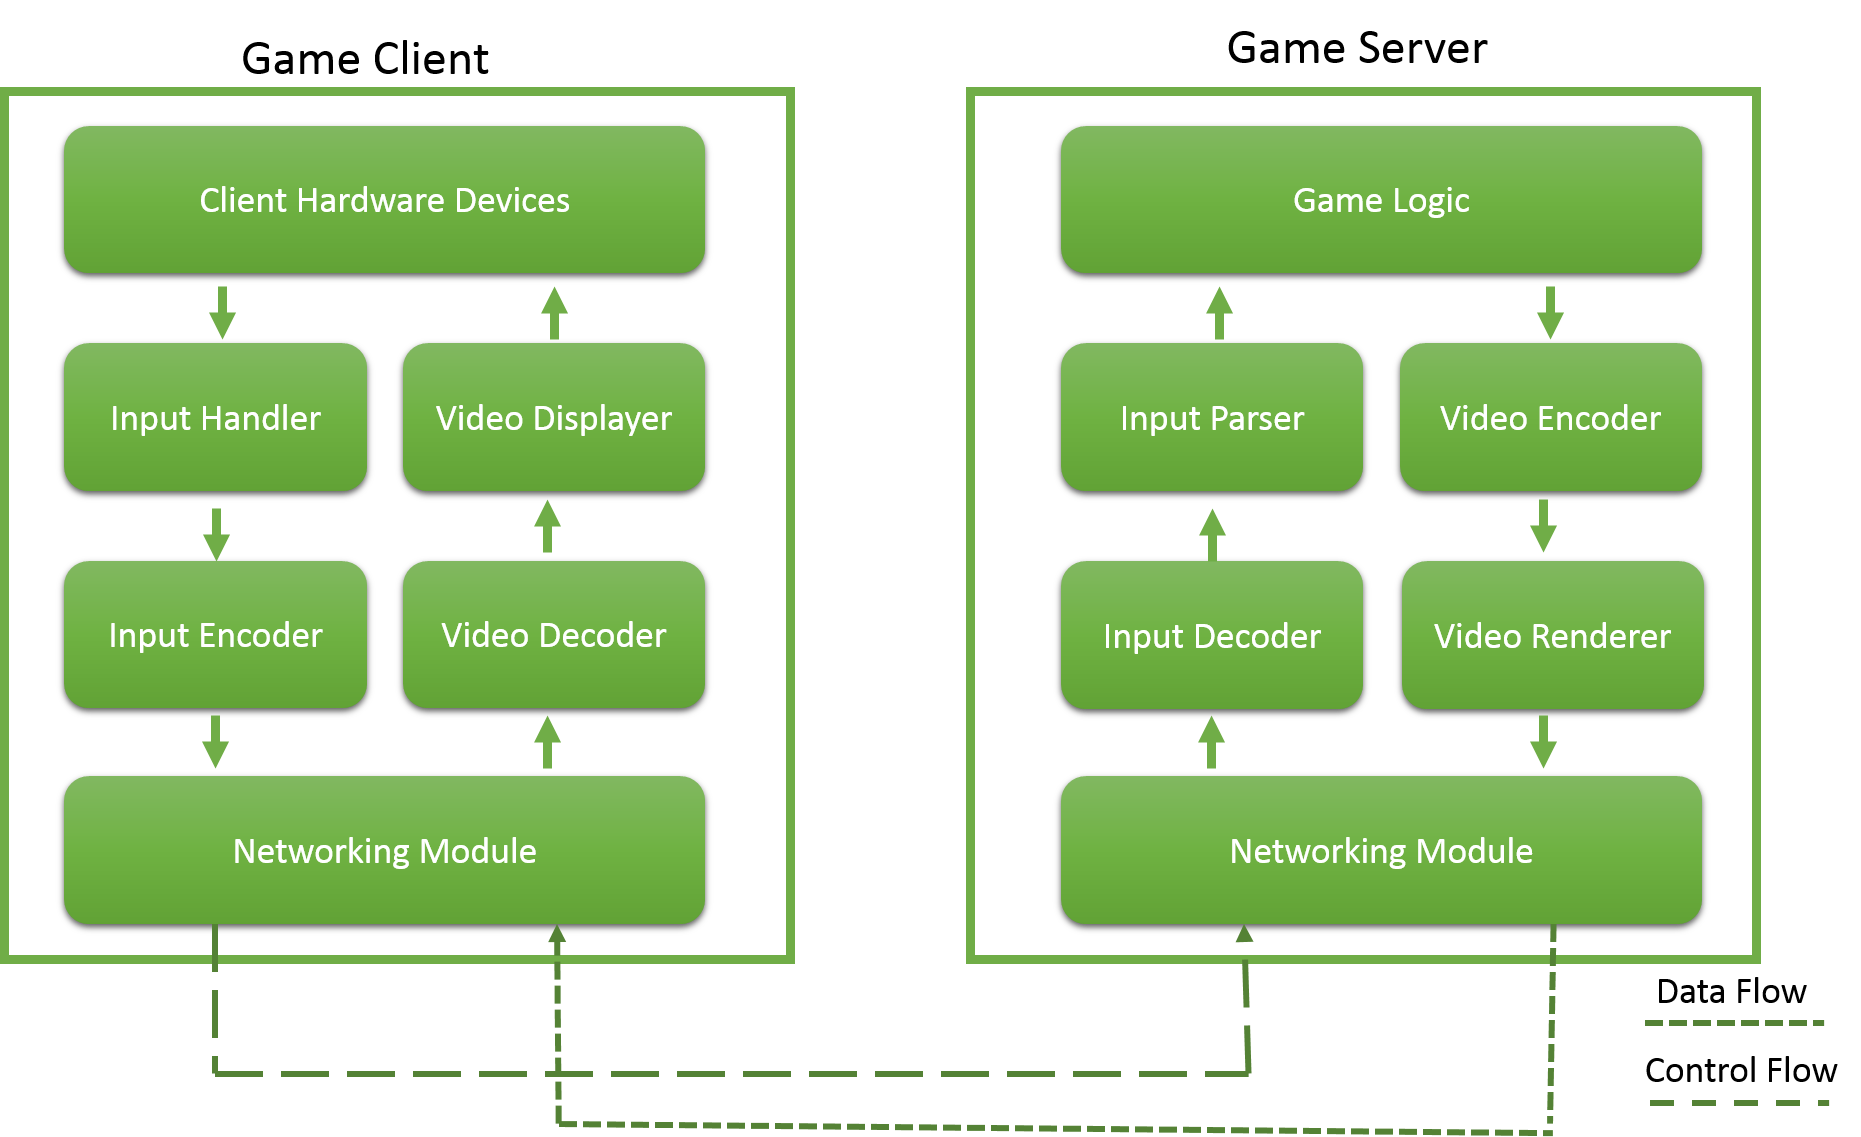 Game Client
Client Hardware Devices
Input Handler
Video Displayer
Input Encoder
Video Decoder
Networking Module
Game Server
Game Logic
Input Parser
Video Encoder
Input Decoder
Video Renderer
Networking Module
Data Flow
Control Flow